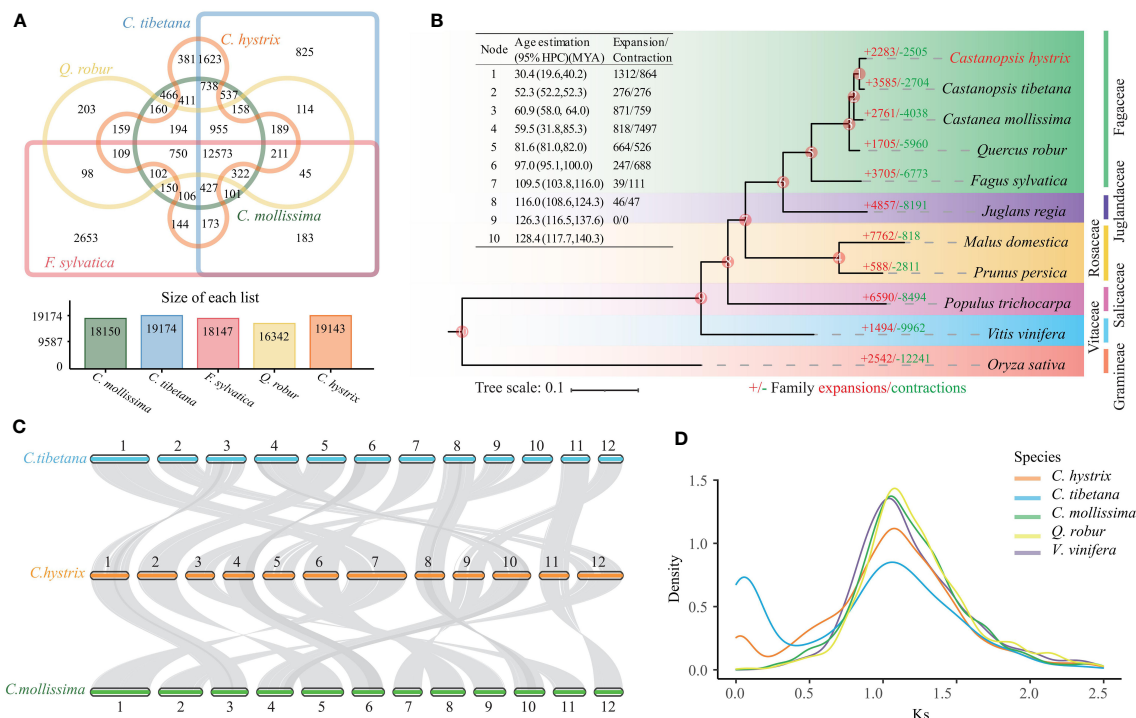 A
C. tibetana
C. hystrix
Q. robur
381
1623
825
738
466
411
537
203
160
158
114
159
194
955
189
109
750
12573
211
98
102
322
45
150
427
106
101
C. mollissima
144
173
2653
183
F. sylvatica
Size of each list
19174
9587
0
18150
19174
18147
16342
19143
C. mollissima
C. tibetana
F. sylvatica
Q. robur
C. hystrix
B
Node Age estimation (95% HPC)(MYA) Expansion/Contraction
1 30.4 (19.6,40.2) 1312/864
2 52.3 (52.2,52.3) 276/276
3 60.9 (58.0, 64.0) 871/759
4 59.5 (31.8,85.3) 818/7497
5 81.6 (81.0,82.0) 664/526
6 97.0 (95.1,100.0) 247/688
7 109.5 (103.8,116.0) 39/111
8 116.0 (108.6,124.3) 46/47
9 126.3 (116.5,137.6) 0/0
10 128.4 (117.7,140.3)
+2283/-2505 Castanopsis hystrix
+3585/-2704 Castanopsis tibetana
+2761/-4038 Castanea mollissima
+1705/-5960 Quercus robur
+3705/-6773 Fagus sylvatica
+4857/-8191 Juglans regia
+7762/-818 Malus domestica
+588/-2811 Prunus persica
+6590/-8494 Populus trichocarpa
+1494/-9962 Vitis vinifera
+2542/-12241 Oryza sativa
Fagaceae
Juglandaceae
Rosaceae
Salicaceae
Vitaceae
Gramineae
Tree scale: 0.1
+/- Family expansions/contractions
C
1 2 3 4 5 6 7 8 9 10 11 12
C.tibetana
1 2 3 4 5 6 7 8 9 10 11 12
C.hystrix
C.mollissima
1 2 3 4 5 6 7 8 9 10 11 12
D
Species
C. hystrix
C. tibetana
C. mollissima
Q. robur
V. vinifera
Density
1.5
1.0
0.5
0.0
0.0 0.5 1.0 1.5 2.0 2.5
Ks